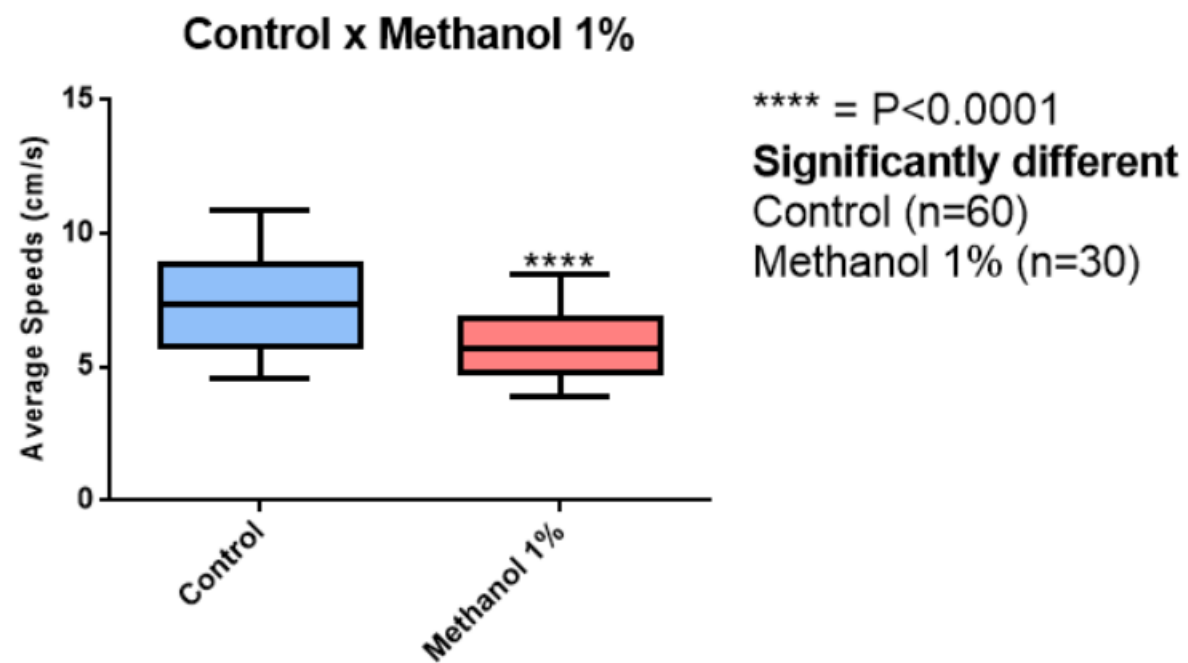 Control x Methanol 1%
15
10
5
0
Average Speeds (cm/s)
****
Control
Methanol 1%
**** = P<0.0001
Significantly different
Control (n=60)
Methanol 1% (n=30)